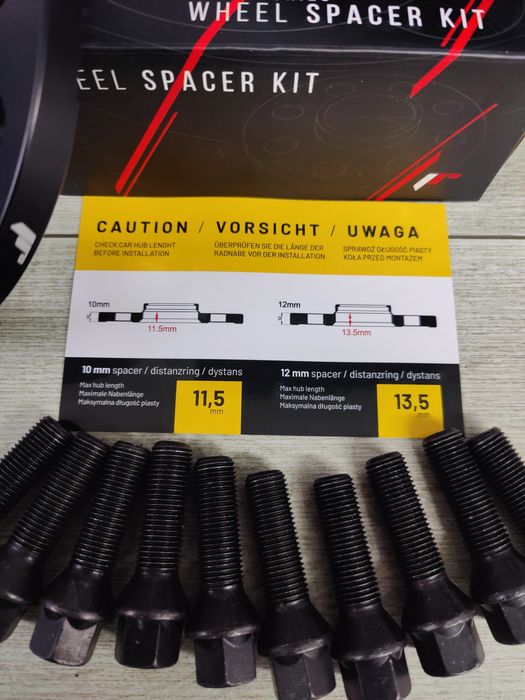 WHEEL SPACER KIT
EEL SPACER KIT
CAUTION / VORSICHT / UWAGA
CHECK CAR HUB LENGHT
BEFORE INSTALLATION
ÜBERPRÜFEN SIE DIE LÄNGE DER
RADNABE VOR DER INSTALLATION
SPRAWDŹ DŁUGOŚĆ PIASTY
KOŁA PRZED MONTAŻEM
10mm
11.5mm
12mm
13.5mm
10 mm spacer / distanzring / dystans
Max hub length
Maximale Nabenlänge
Maksymalna długość piasty
11,5
mm
12 mm spacer / distanzring / dystans
Max hub length
Maximale Nabenlänge
Maksymalna długość piasty
13,5
mm